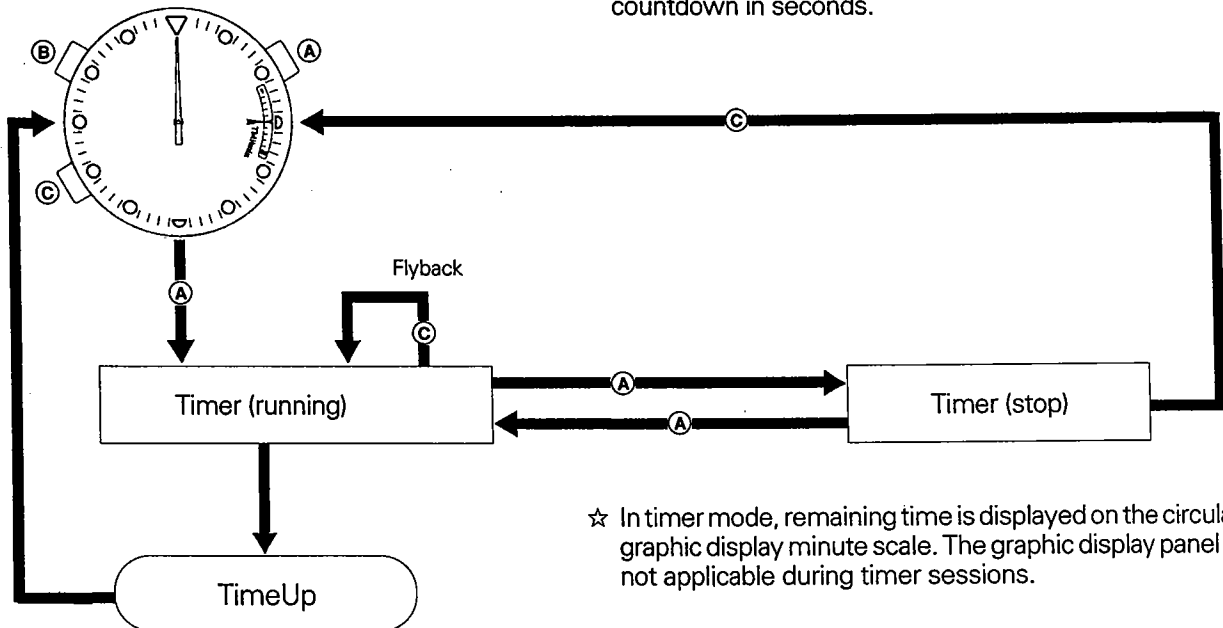 countdown in seconds.
B
A
C
C
A
Flyback
C
Timer (running)
A
A
Timer (stop)
☆ In timer mode, remaining time is displayed on the
graphic display minute scale. The graphic display panel
not applicable during timer sessions.
TimeUp